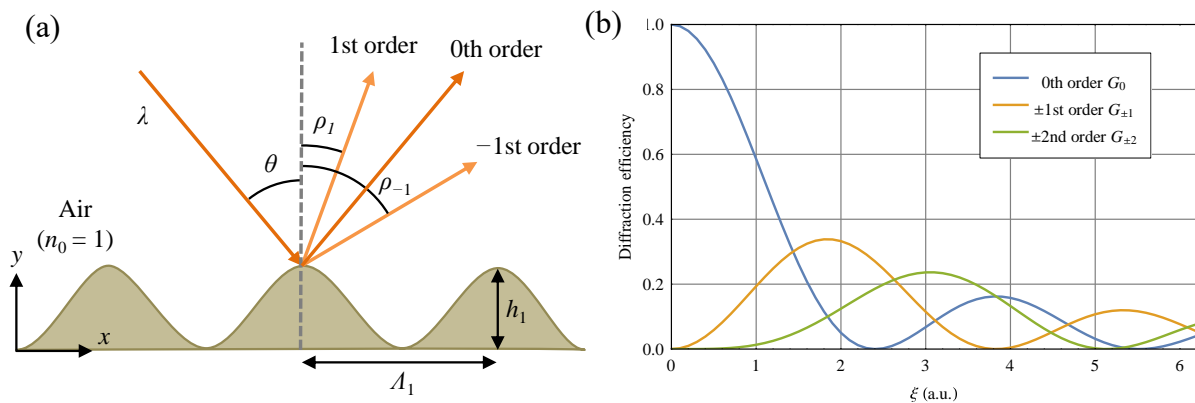 (a)
1st order
0th order
λ
ρ1
−1st order
θ
ρ−1
Air
(n0 = 1)
y
x
h1
Λ1
(b)
1.0
0.8
0.6
0.4
0.2
0.0
Diffraction efficiency
0th order G0
±1st order G±1
±2nd order G±2
0 1 2 3 4 5 6
ξ (a.u.)